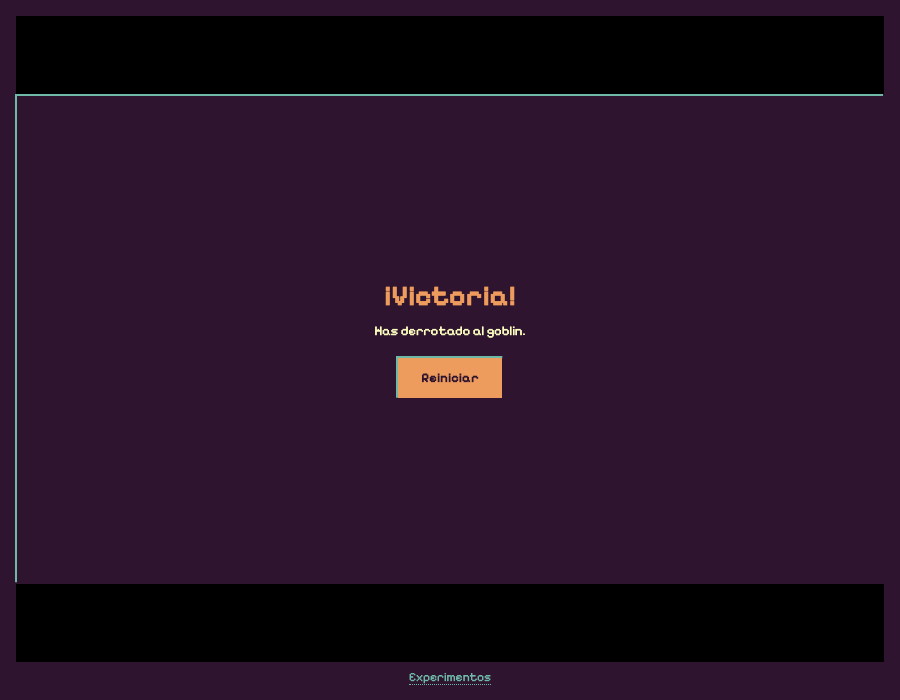 ¡Victoria!
Has derrotado al goblin.
Reiniciar
Experimentos